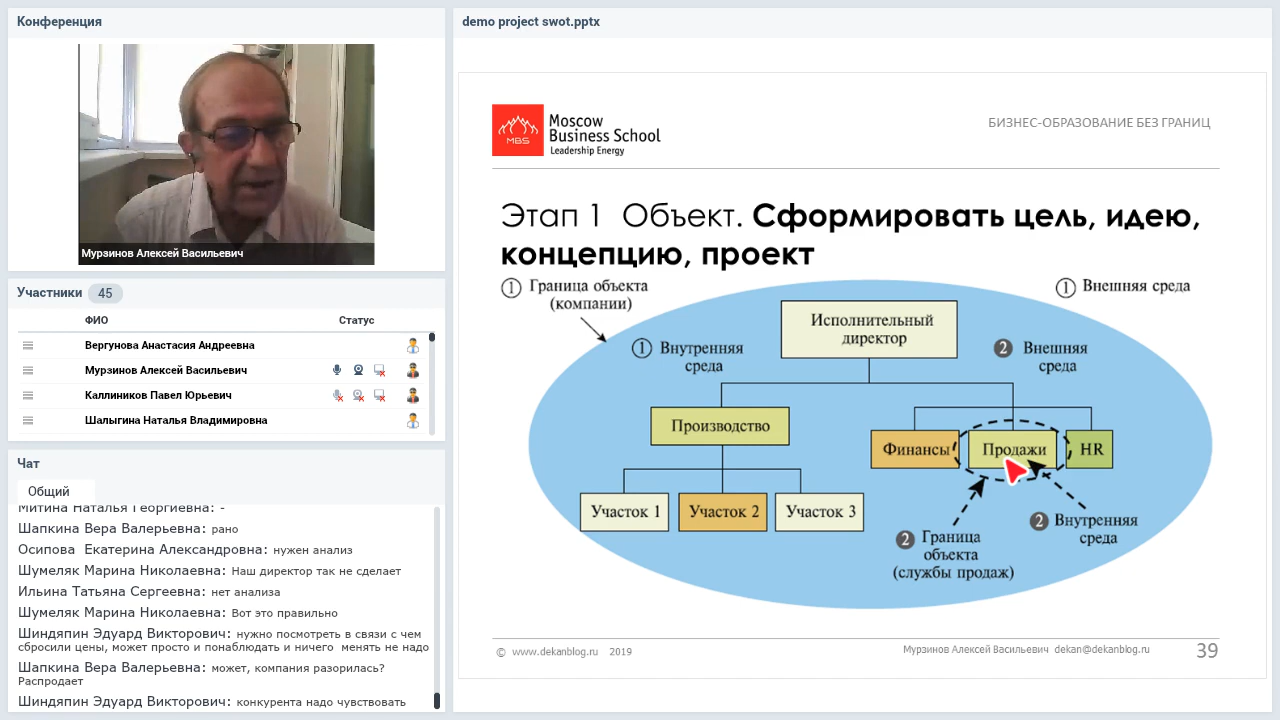 Конференция
Мурзинов Алексей Васильевич
Участники 45
ФИО Статус
Вергунова Анастасия Андреевна
Мурзинов Алексей Васильевич
Каллиников Павел Юрьевич
Шалыгина Наталья Владимировна
Чат
Общий
Митина Наталья Георгиевна: -
Шапкина Вера Валерьевна: рано
Осипова Екатерина Александровна: нужен анализ
Шумеляк Марина Николаевна: Наш директор так не сделает
Ильина Татьяна Сергеевна: нет анализа
Шумеляк Марина Николаевна: Вот это правильно
Шиндяпин Эдуард Викторович: нужно посмотреть в связи с чем
сбросили цены, может просто и понаблюдать и ничего менять не надо
Шапкина Вера Валерьевна: может, компания разорилась?
Распродает
Шиндяпин Эдуард Викторович: конкурента надо чувствовать
demo project swot.pptx
MBS
Moscow
Business School
Leadership Energy
БИЗНЕС-ОБРАЗОВАНИЕ БЕЗ ГРАНИЦ
Этап 1 Объект. Сформировать цель, идею,
концепцию, проект
1 Граница объекта
(компании)
1 Внешняя среда
Исполнительный
директор
1 Внутренняя
среда
2 Внешняя
среда
Производство
Финансы
Продажи
HR
Участок 1
Участок 2
Участок 3
2 Граница
объекта
(службы продаж)
2 Внутренняя
среда
© www.dekanblog.ru 2019
Мурзинов Алексей Васильевич dekan@dekanblog.ru
39